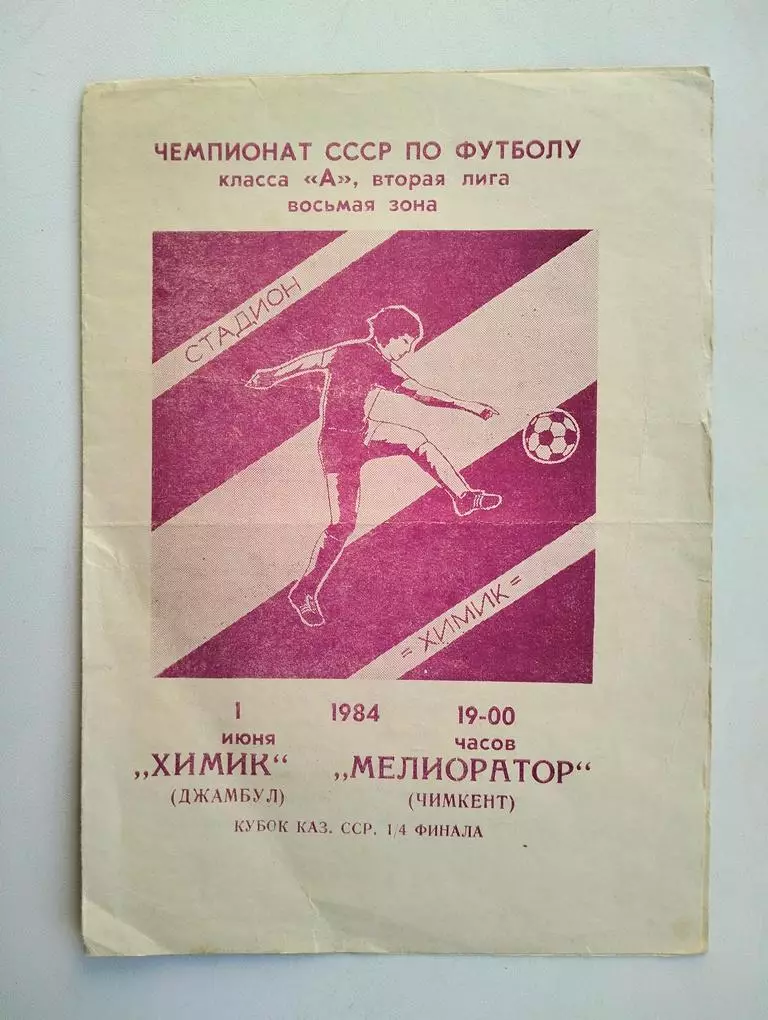 ЧЕМПИОНАТ СССР ПО ФУТБОЛУ
класса «А», вторая лига
восьмая зона
СТАДИОН
=ХИМИК=
1 1984 19-00
июня часов
„ХИМИК“ „МЕЛИОРАТОР“
(ДЖАМБУЛ) (ЧИМКЕНТ)
КУБОК КАЗ. ССР. 1/4 ФИНАЛА